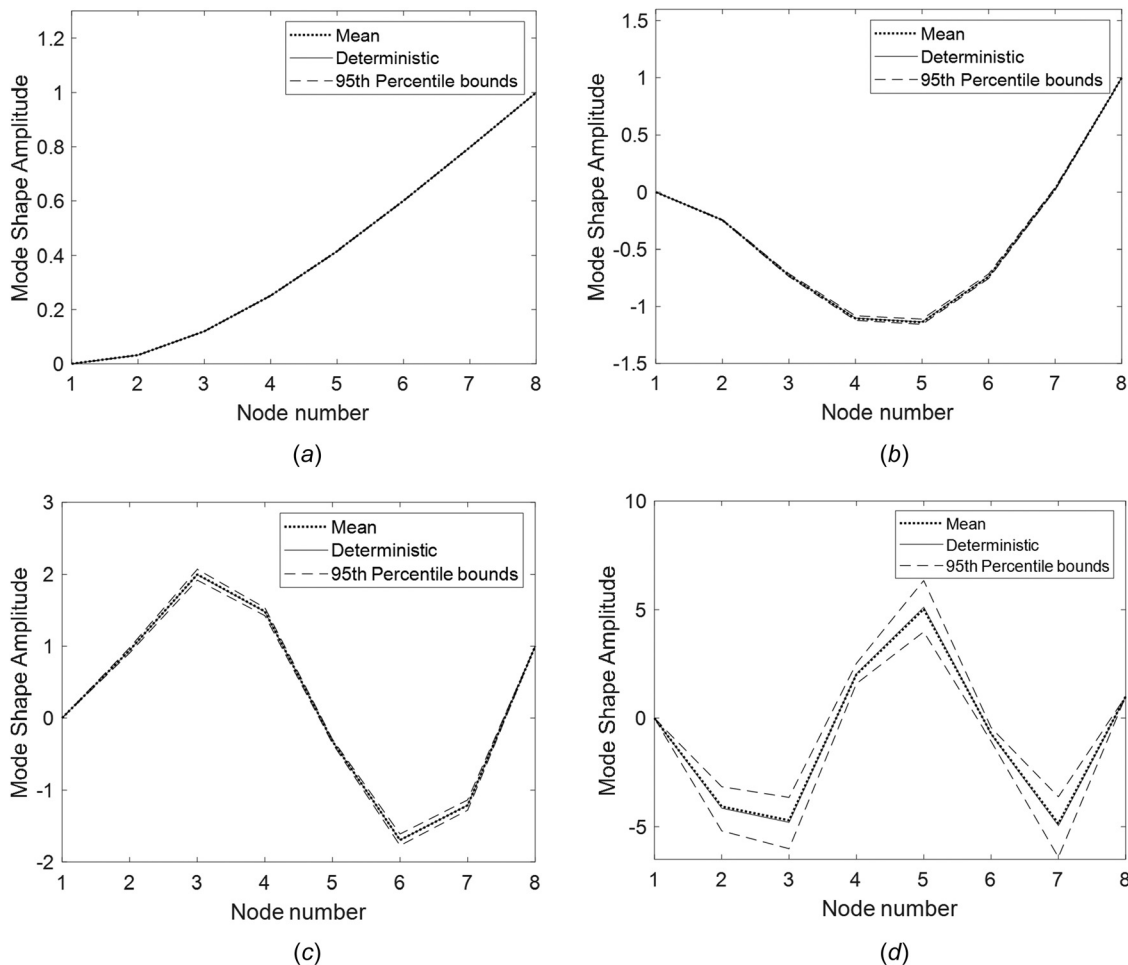 1.2
1
0.8
0.6
0.4
0.2
0
Mode Shape Amplitude
Mean
Deterministic
95th Percentile bounds
1 2 3 4 5 6 7 8
Node number
(a)
1.5
1
0.5
0
-0.5
-1
-1.5
Mode Shape Amplitude
Mean
Deterministic
95th Percentile bounds
1 2 3 4 5 6 7 8
Node number
(b)
3
2
1
0
-1
-2
Mode Shape Amplitude
Mean
Deterministic
95th Percentile bounds
1 2 3 4 5 6 7 8
Node number
(c)
10
5
0
-5
Mode Shape Amplitude
Mean
Deterministic
95th Percentile bounds
1 2 3 4 5 6 7 8
Node number
(d)